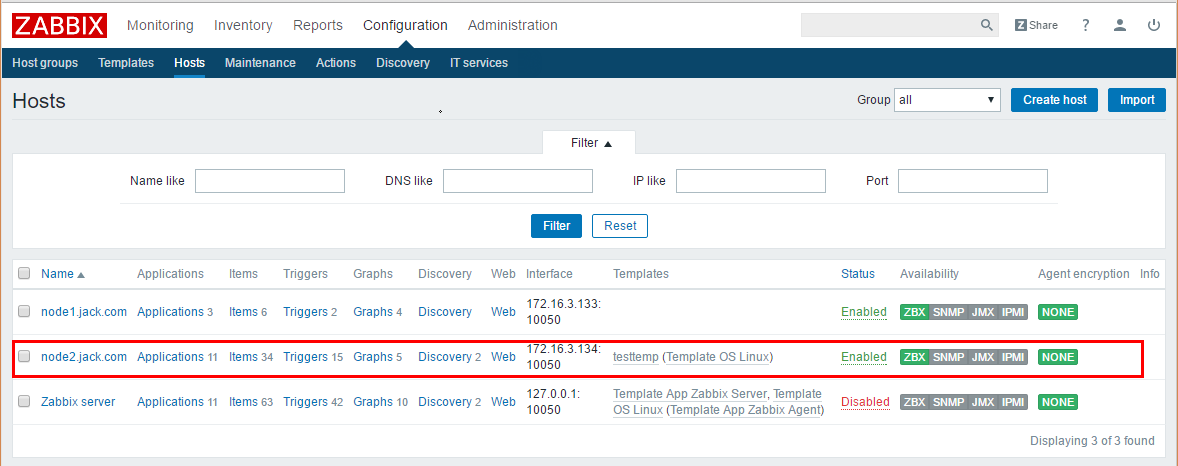 ZABBIX Monitoring Inventory Reports Configuration Administration Z Share ?
Host groups Templates Hosts Maintenance Actions Discovery IT services
Hosts Group all Create host Import
Filter
Name like DNS like IP like Port
Filter Reset
Name Applications Items Triggers Graphs Discovery Web Interface Templates Status Availability Agent encryption Info
node1.jack.com Applications 3 Items 6 Triggers 2 Graphs 4 Discovery Web 172.16.3.133: Enabled ZBX SNMP JMX IPMI NONE
10050
node2.jack.com Applications 11 Items 34 Triggers 15 Graphs 5 Discovery 2 Web 172.16.3.134: testtemp (Template OS Linux) Enabled ZBX SNMP JMX IPMI NONE
10050
Zabbix server Applications 11 Items 63 Triggers 42 Graphs 10 Discovery 2 Web 127.0.0.1: Template App Zabbix Server, Template Disabled ZBX SNMP JMX IPMI NONE
10050 OS Linux (Template App Zabbix Agent)
Displaying 3 of 3 found